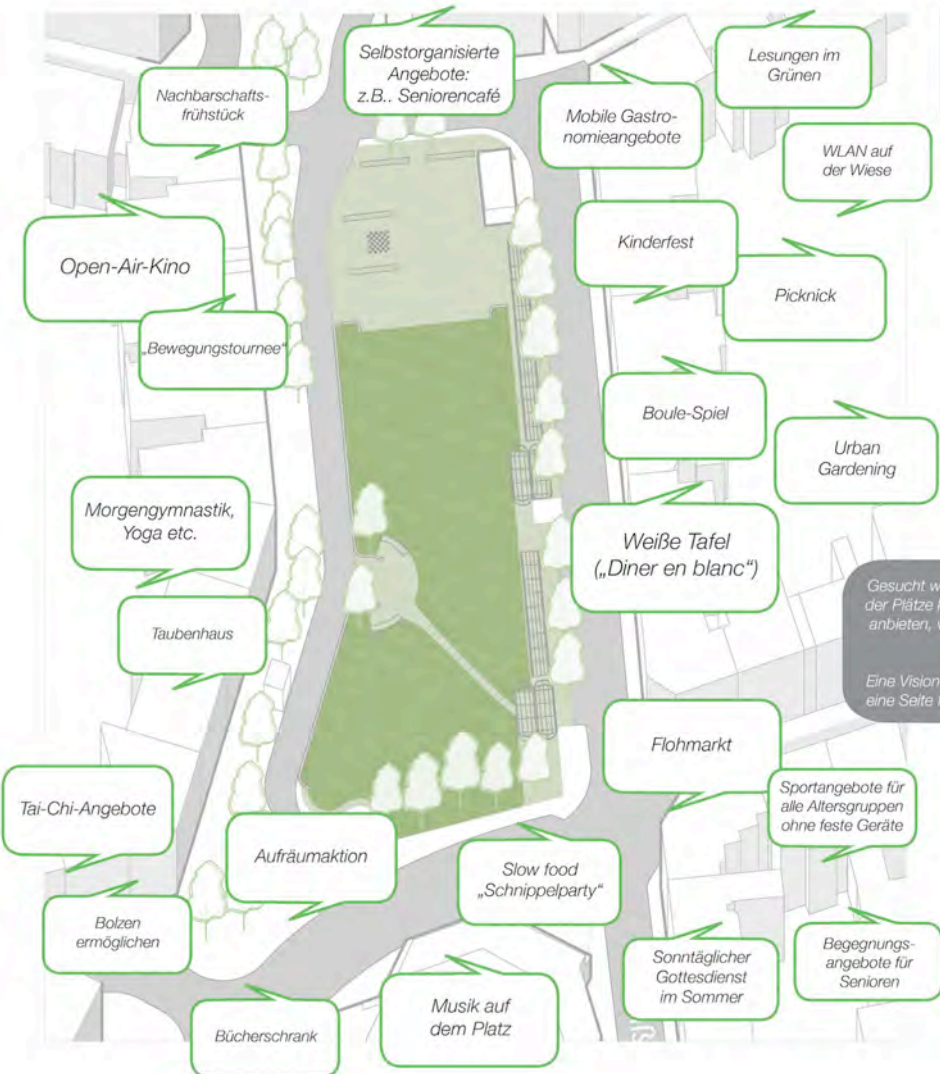 Selbstorganisierte
Angebote:
z.B.. Seniorencafé
Lesungen im
Grünen
Nachbarschafts-
frühstück
Mobile Gastro-
nomieangebote
WLAN auf
der Wiese
Open-Air-Kino
Kinderfest
Picknick
„Bewegungstournee“
Boule-Spiel
Urban
Gardening
Morgengymnastik,
Yoga etc.
Weiße Tafel
(„Diner en blanc“)
Taubenhaus
Gesucht
der Plätze
anbieten,
Eine Vision
eine Seite
Flohmarkt
Tai-Chi-Angebote
Sportangebote für
alle Altersgruppen
ohne feste Geräte
Aufräumaktion
Slow food
„Schnippelparty“
Bolzen
ermöglichen
Sonntäglicher
Gottesdienst
im Sommer
Begegnungs-
angebote für
Senioren
Musik auf
dem Platz
Bücherschrank